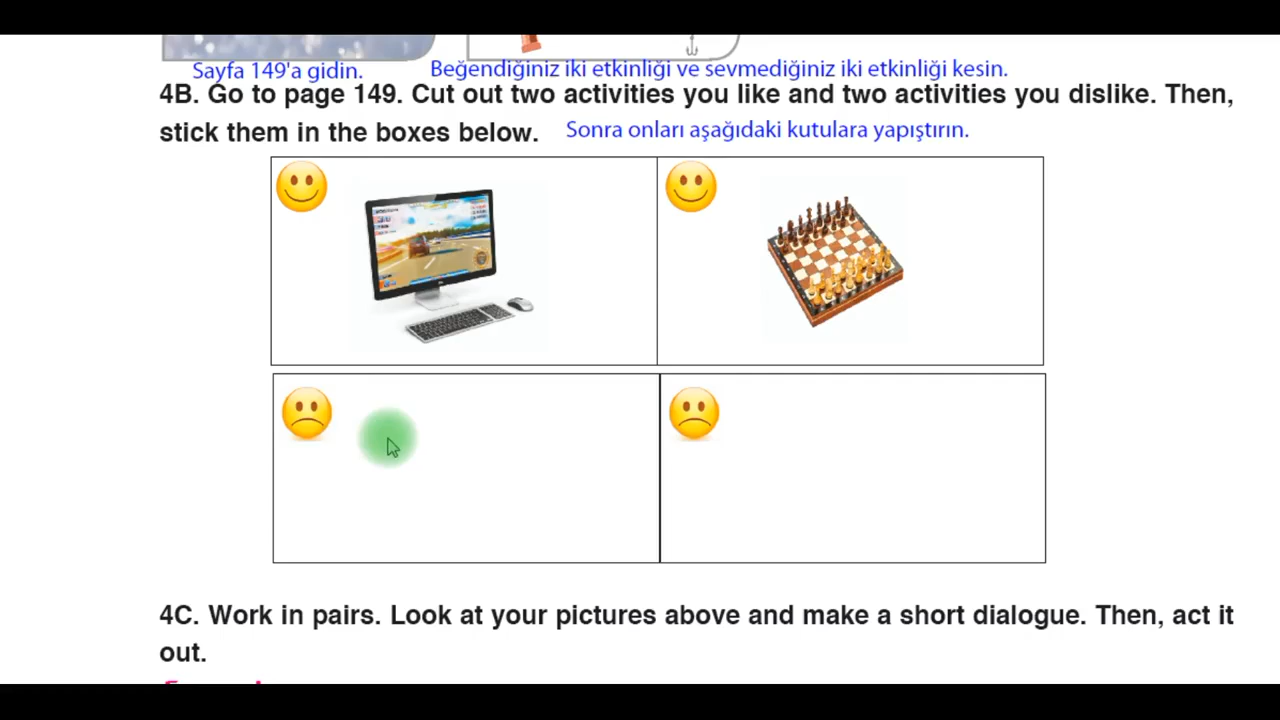 Sayfa 149'a gidin. Beğendiğiniz iki etkinliği ve sevmediğiniz iki etkinliği kesin.
4B. Go to page 149. Cut out two activities you like and two activities you dislike. Then,
stick them in the boxes below. Sonra onları aşağıdaki kutulara yapıştırın.
4C. Work in pairs. Look at your pictures above and make a short dialogue. Then, act it
out.